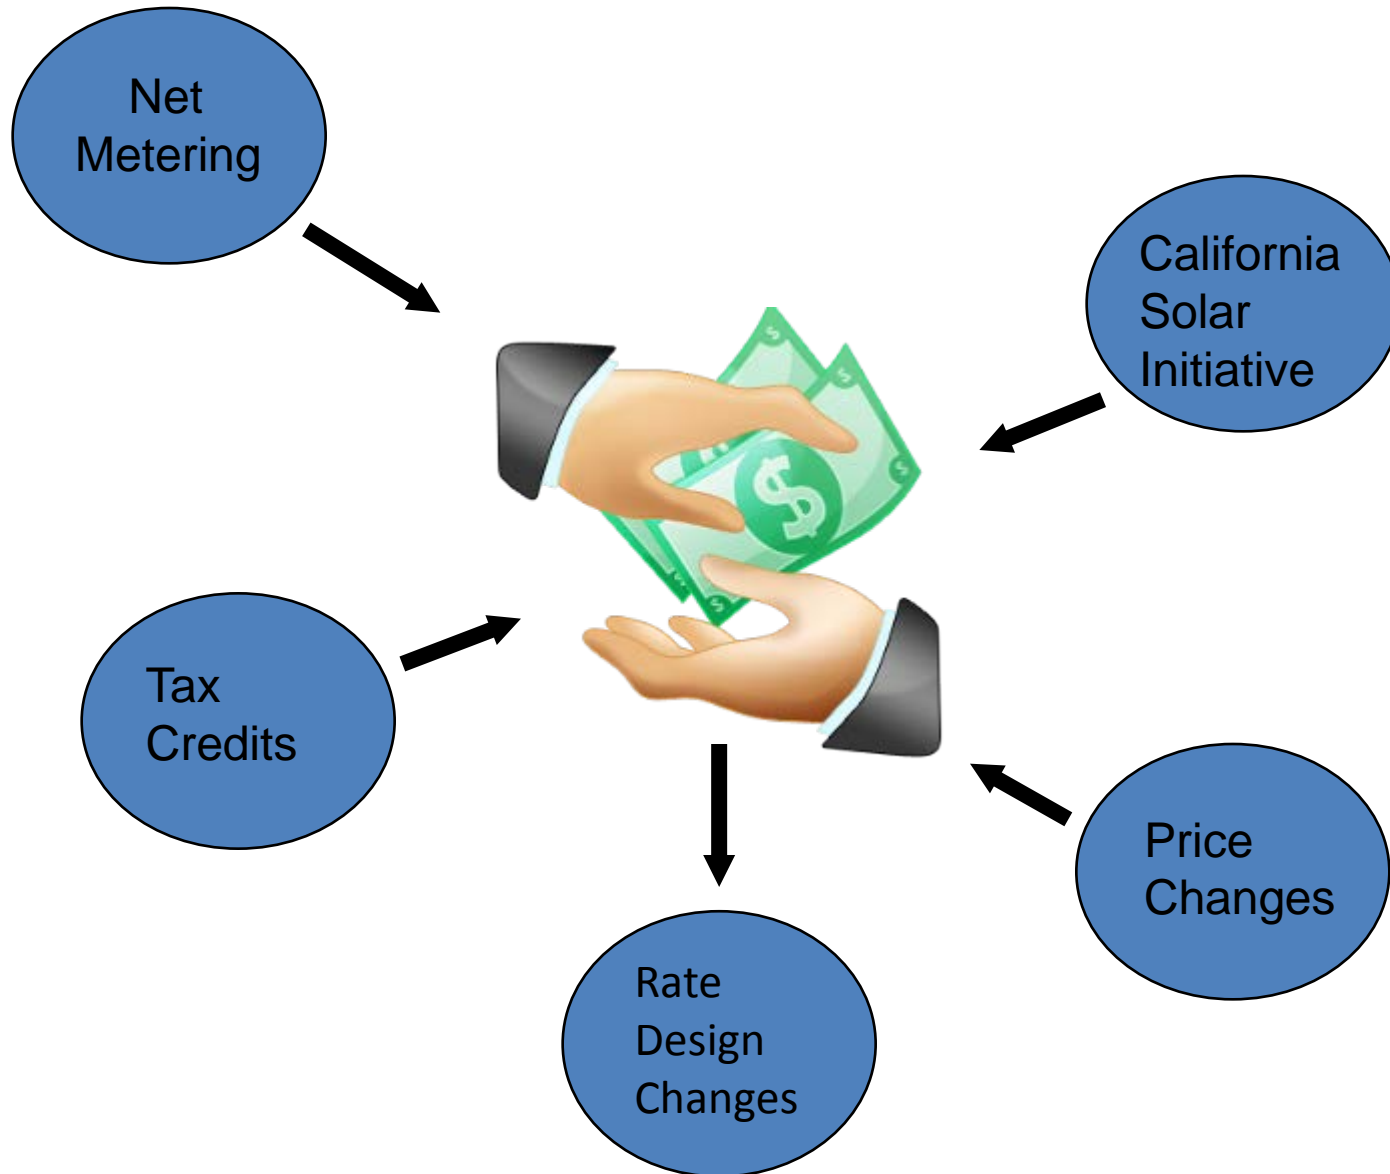 Net
Metering
California
Solar
Initiative
Tax
Credits
Price
Changes
Rate
Design
Changes